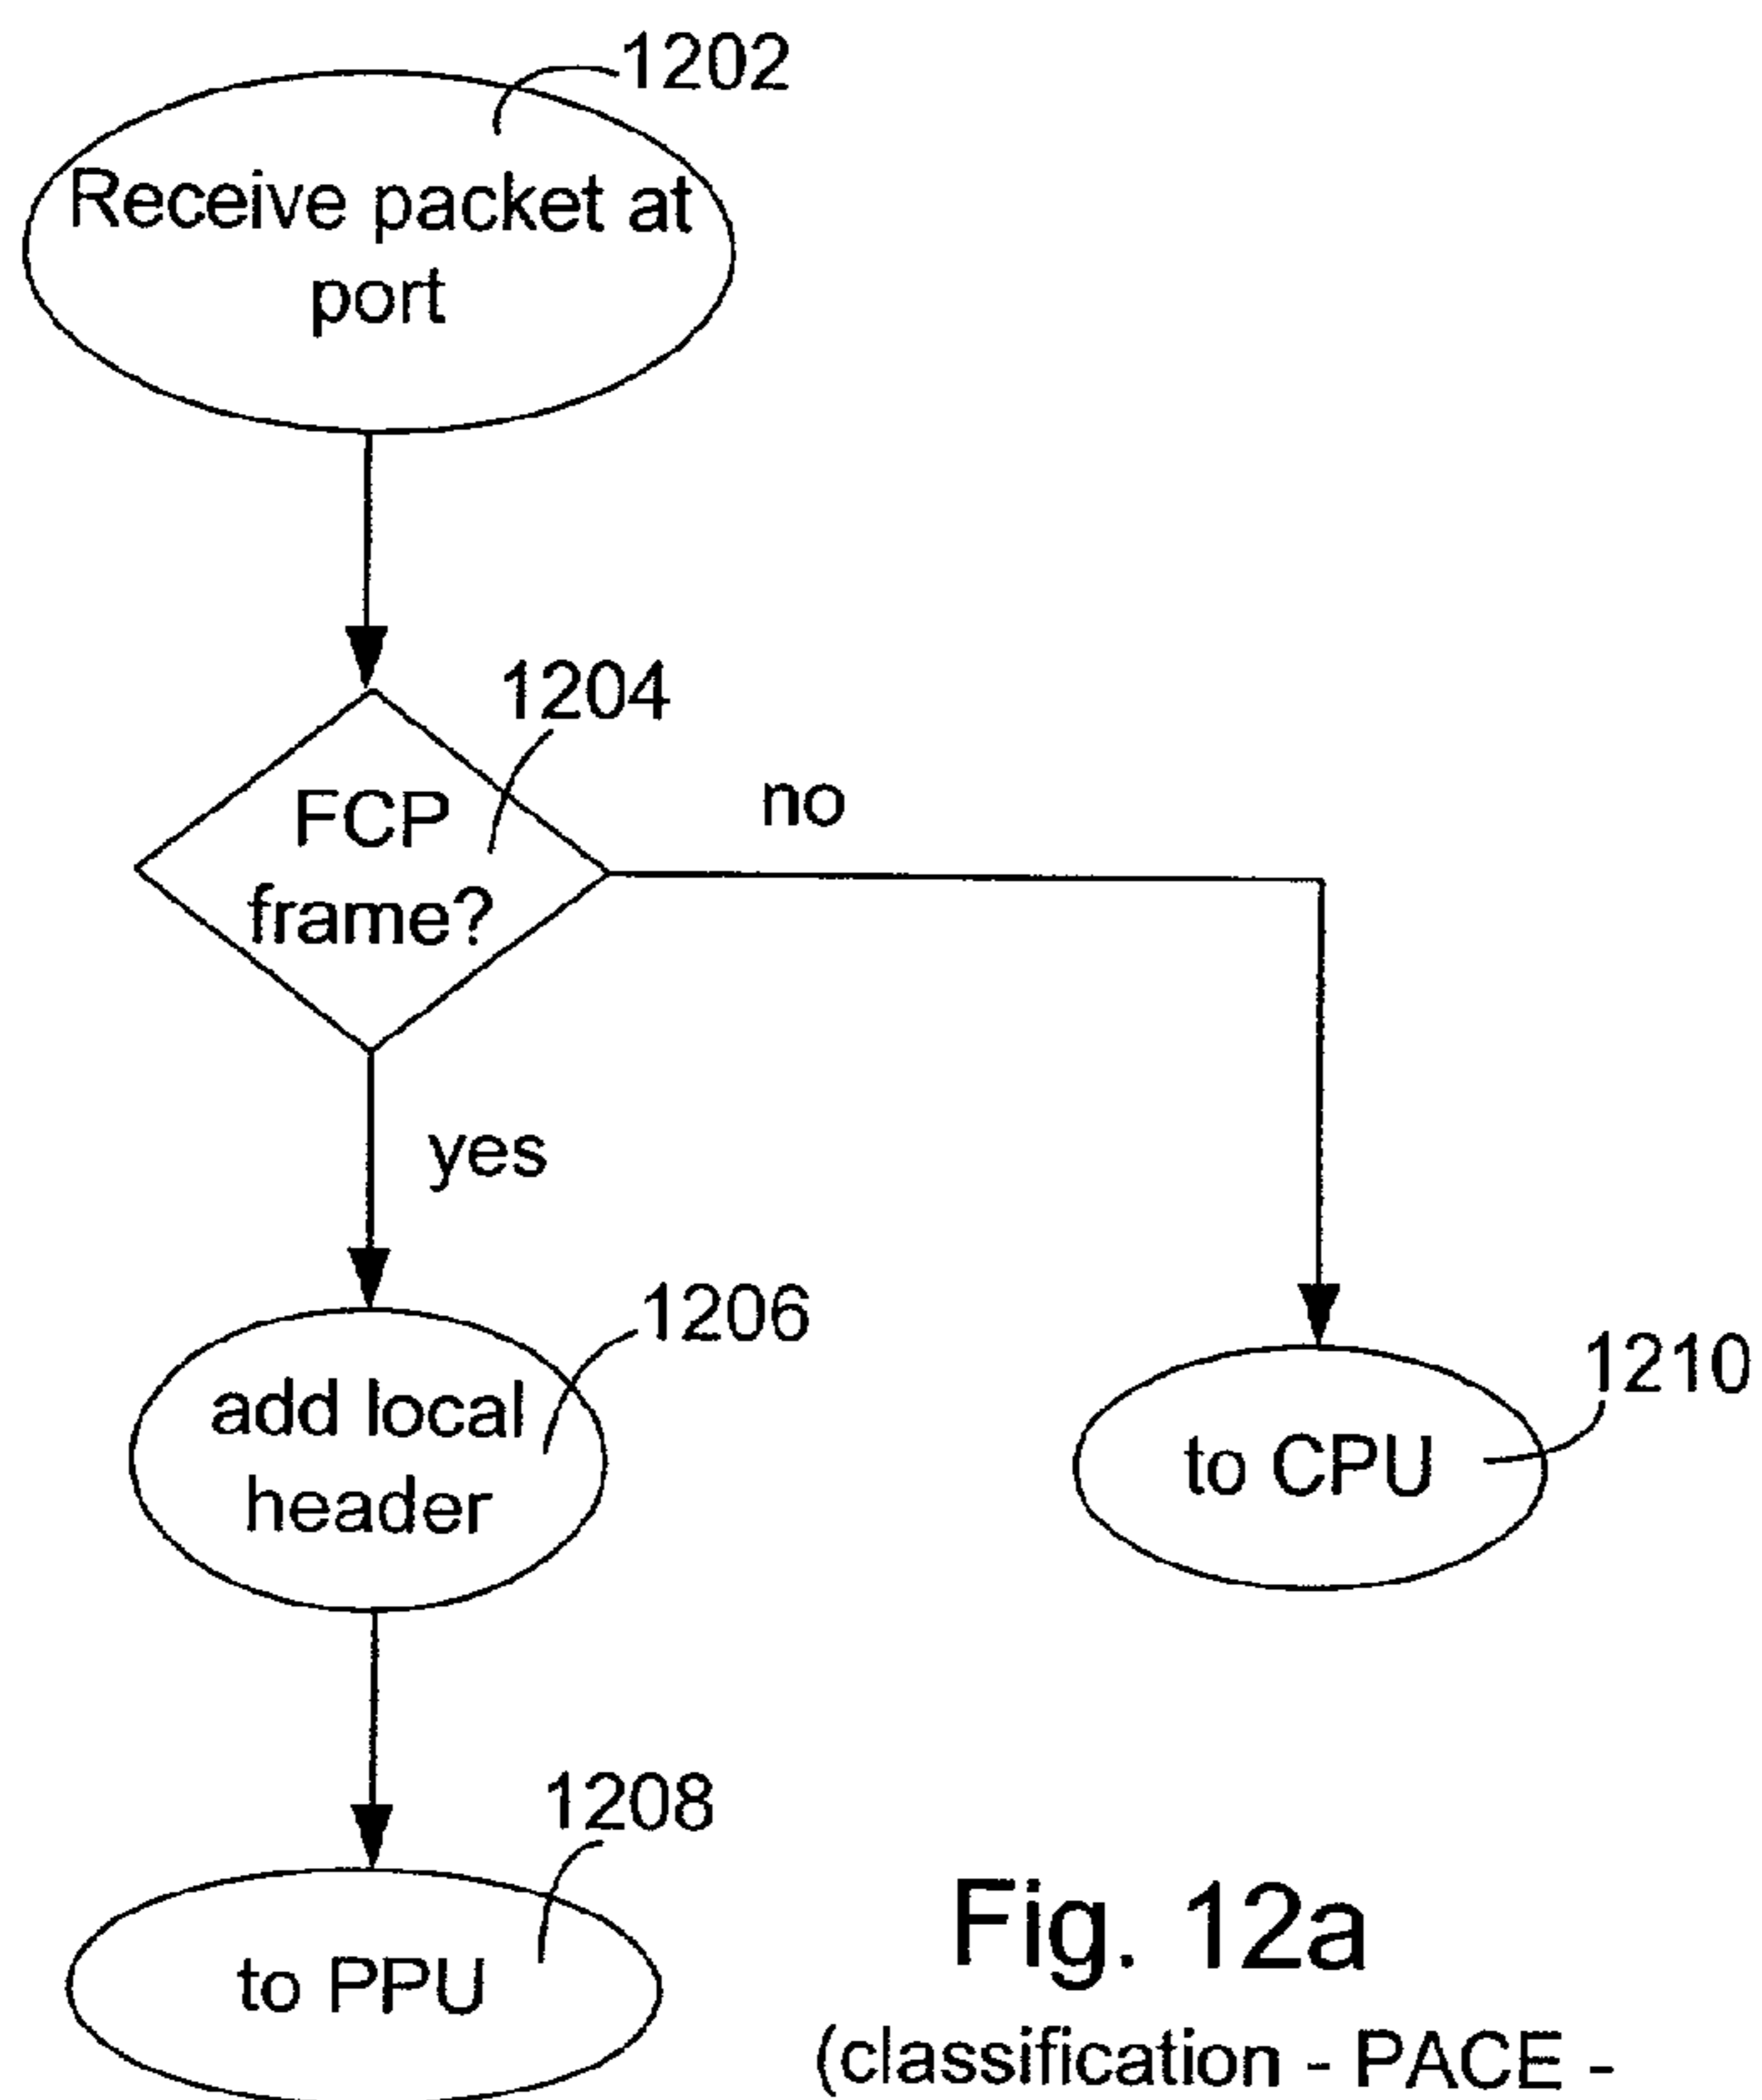 1202
Receive packet at
port
1204
FCP
frame?
no
yes
1206
add local
header
1210
to CPU
1208
to PPU
Fig. 12a
(classification - PACE -